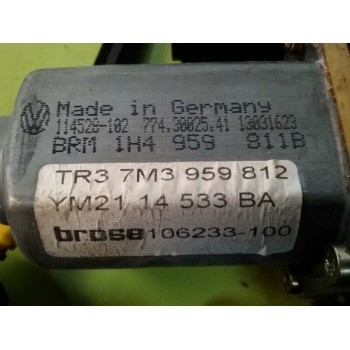 Made in Germany
114528-102 774.30025.41 13031623
BRM 1H4 959 811B
TR3 7M3 959 812
YM21 14 533 BA
brose 106233-100